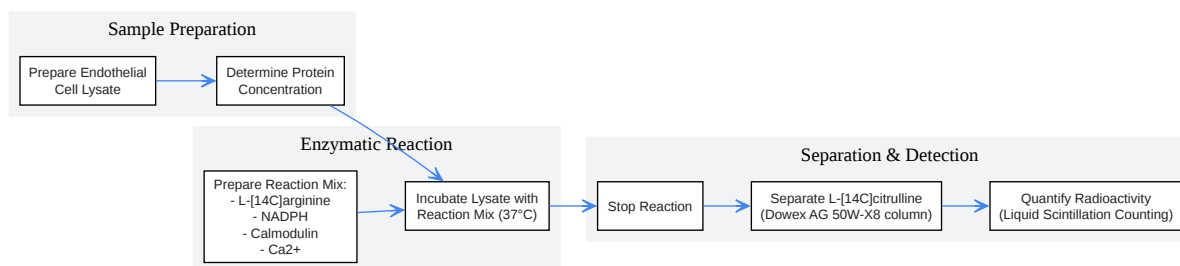 Sample Preparation
Prepare Endothelial
Cell Lysate
Determine Protein
Concentration
Enzymatic Reaction
Prepare Reaction Mix:
- L-[14C]arginine
- NADPH
- Calmodulin
- Ca2+
Incubate Lysate with
Reaction Mix (37°C)
Separation & Detection
Stop Reaction
Separate L-[14C]citrulline
(Dowex AG 50W-X8 column)
Quantify Radioactivity
(Liquid Scintillation Counting)